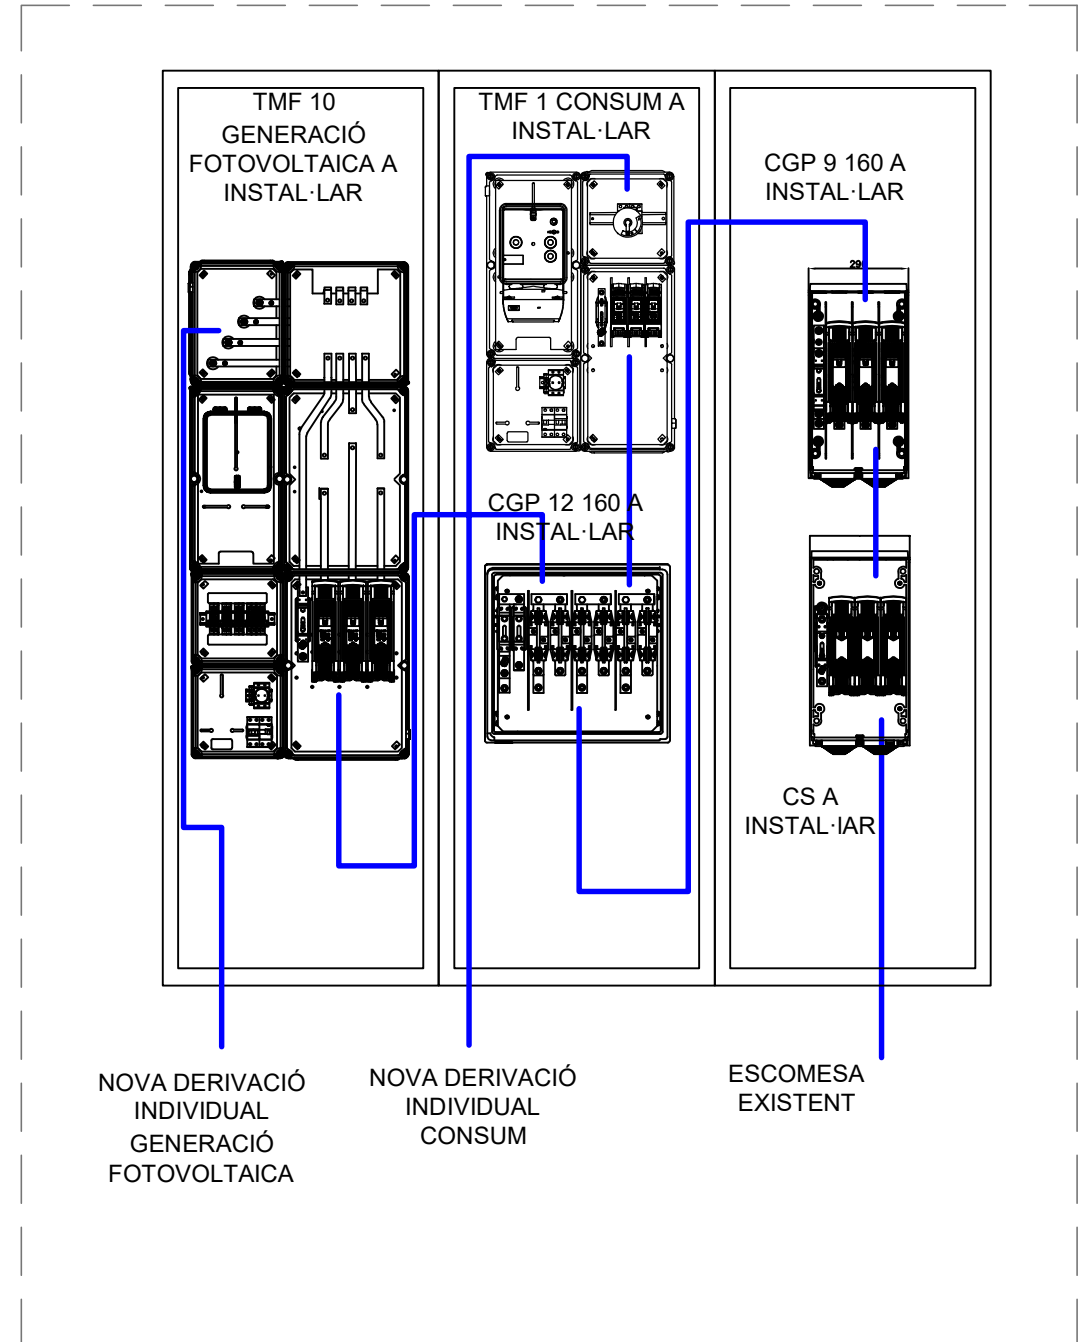 TMF 10
GENERACIÓ
FOTOVOLTAICA A
INSTAL·LAR
TMF 1 CONSUM A
INSTAL·LAR
CGP 9 160 A
INSTAL·LAR
CGP 12 160 A
INSTAL·LAR
CS A
INSTAL·lAR
NOVA DERIVACIÓ
INDIVIDUAL
GENERACIÓ
FOTOVOLTAICA
NOVA DERIVACIÓ
INDIVIDUAL
CONSUM
ESCOMESA
EXISTENT